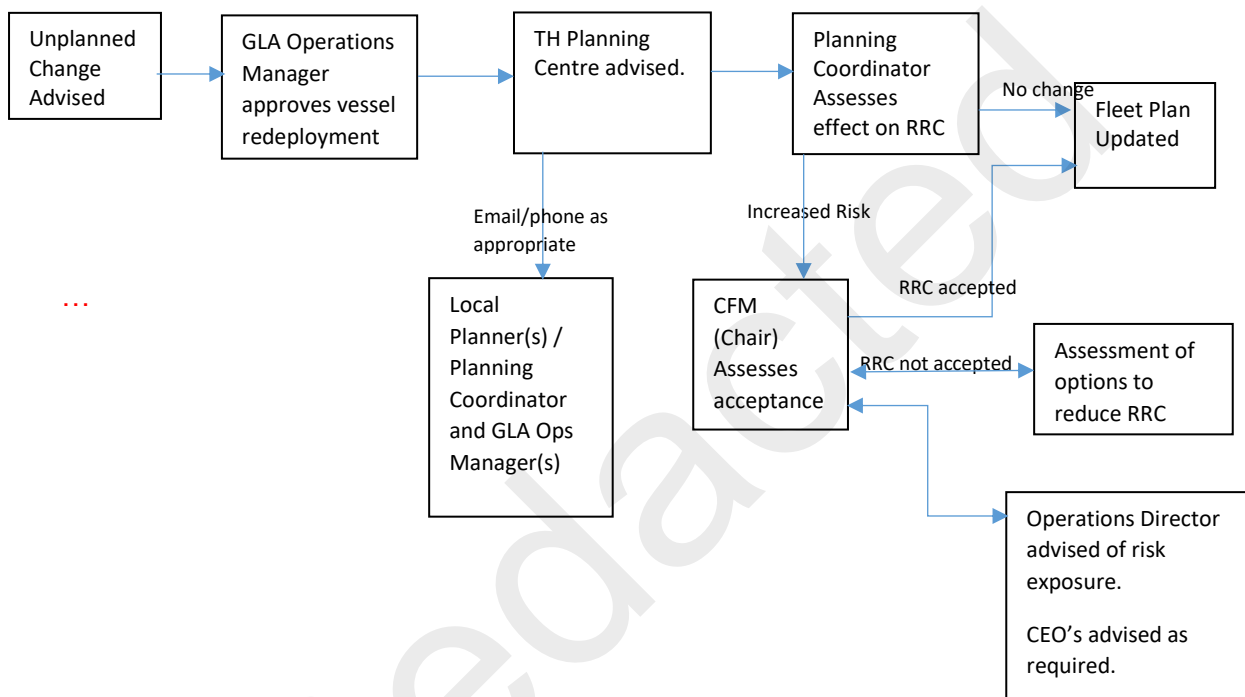 Unplanned
Change
Advised
GLA Operations
Manager
approves vessel
redeployment
TH Planning
Centre advised.
Planning
Coordinator
Assesses
effect on RRC
No change
Fleet Plan
Updated
Email/phone as
appropriate
Increased Risk
...
Local
Planner(s) /
Planning
Coordinator
and GLA Ops
Manager(s)
CFM
(Chair)
Assesses
acceptance
RRC accepted
RRC not accepted
Assessment of
options to
reduce RRC
Operations Director
advised of risk
exposure.
CEO’s advised as
required.
edacted